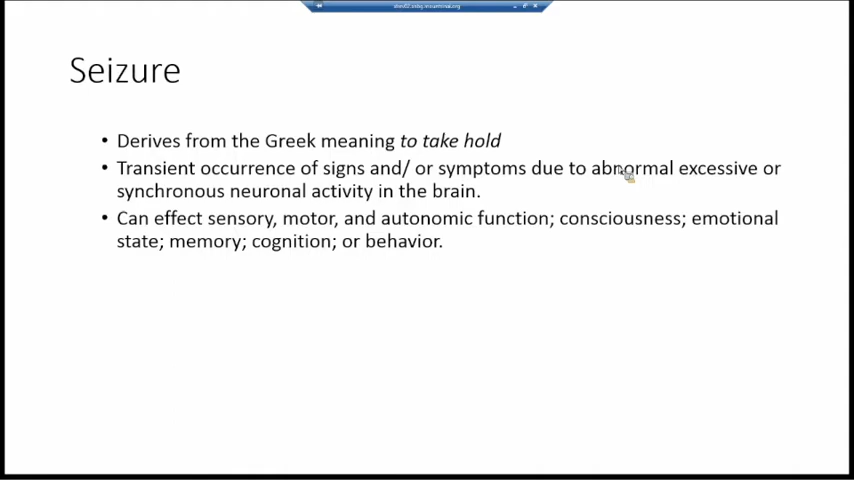 Seizure
• Derives from the Greek meaning to take hold
• Transient occurrence of signs and/ or symptoms due to abnormal excessive or
synchronous neuronal activity in the brain.
• Can effect sensory, motor, and autonomic function; consciousness; emotional
state; memory; cognition; or behavior.